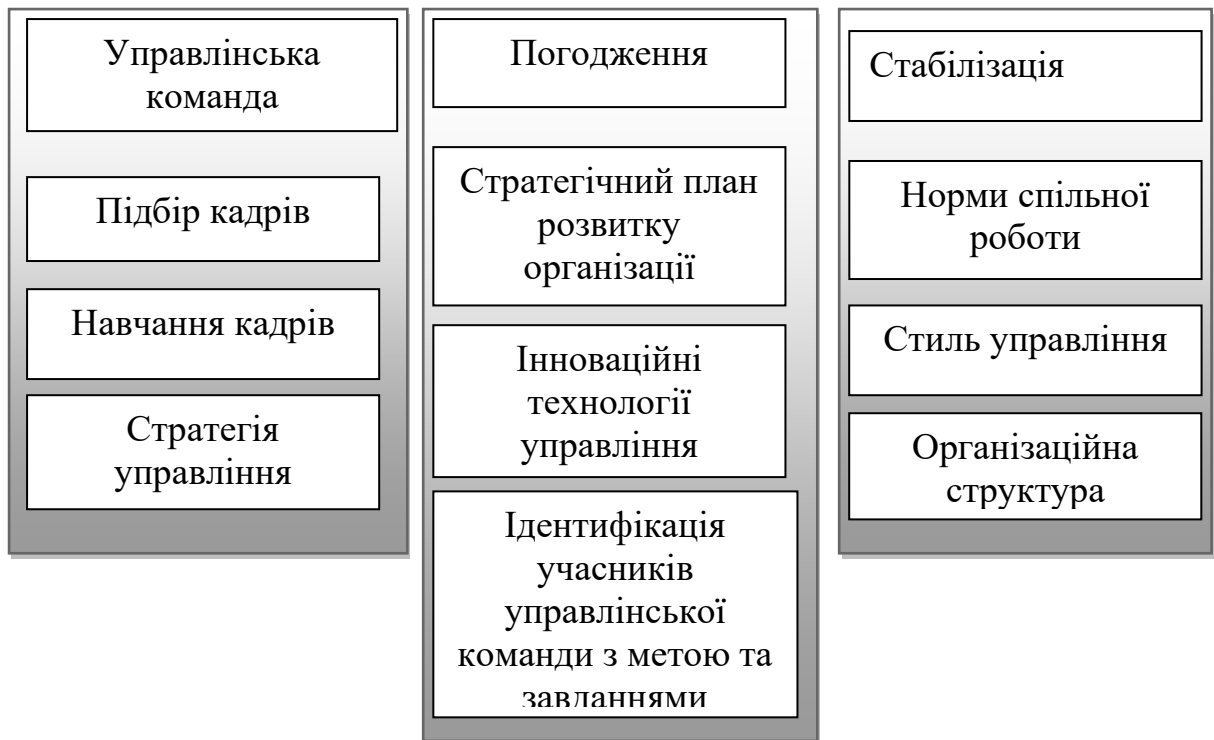 Управлінська
команда
Підбір кадрів
Навчання кадрів
Стратегія
управління
Погодження
Стратегічний план
розвитку
організації
Інноваційні
технології
управління
Ідентифікація
учасників
управлінської
команди з метою та
завданнями
Стабілізація
Норми спільної
роботи
Стиль управління
Організаційна
структура